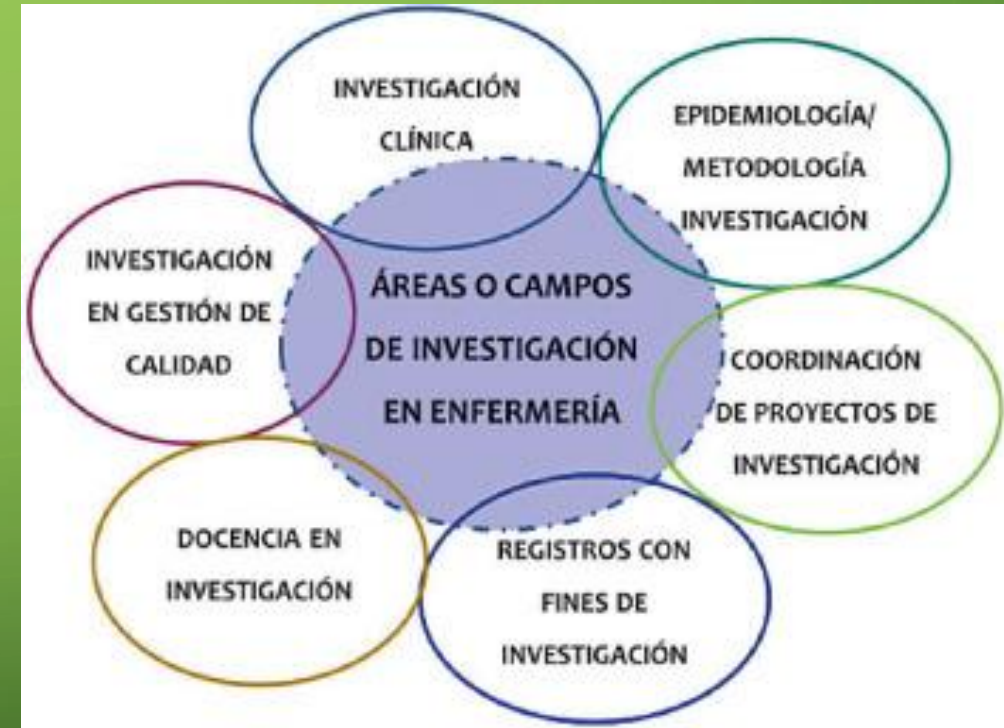 INVESTIGACIÓN
CLÍNICA
EPIDEMIOLOGÍA/
METODOLOGÍA
INVESTIGACIÓN
INVESTIGACIÓN
EN GESTIÓN DE
CALIDAD
ÁREAS O CAMPOS
DE INVESTIGACIÓN
EN ENFERMERÍA
COORDINACIÓN
DE PROYECTOS DE
INVESTIGACIÓN
DOCENCIA EN
INVESTIGACIÓN
REGISTROS CON
FINES DE
INVESTIGACIÓN